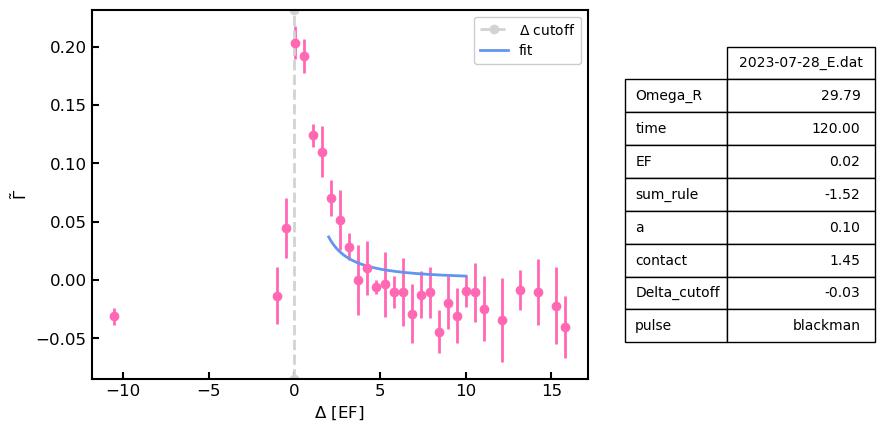 0.20
0.15
0.10
0.05
0.00
−0.05
Γ̃
−10
−5
0
5
10
15
Δ [EF]
Δ cutoff
fit
2023-07-28_E.dat
Omega_R 29.79
time 120.00
EF 0.02
sum_rule -1.52
a 0.10
contact 1.45
Delta_cutoff -0.03
pulse blackman